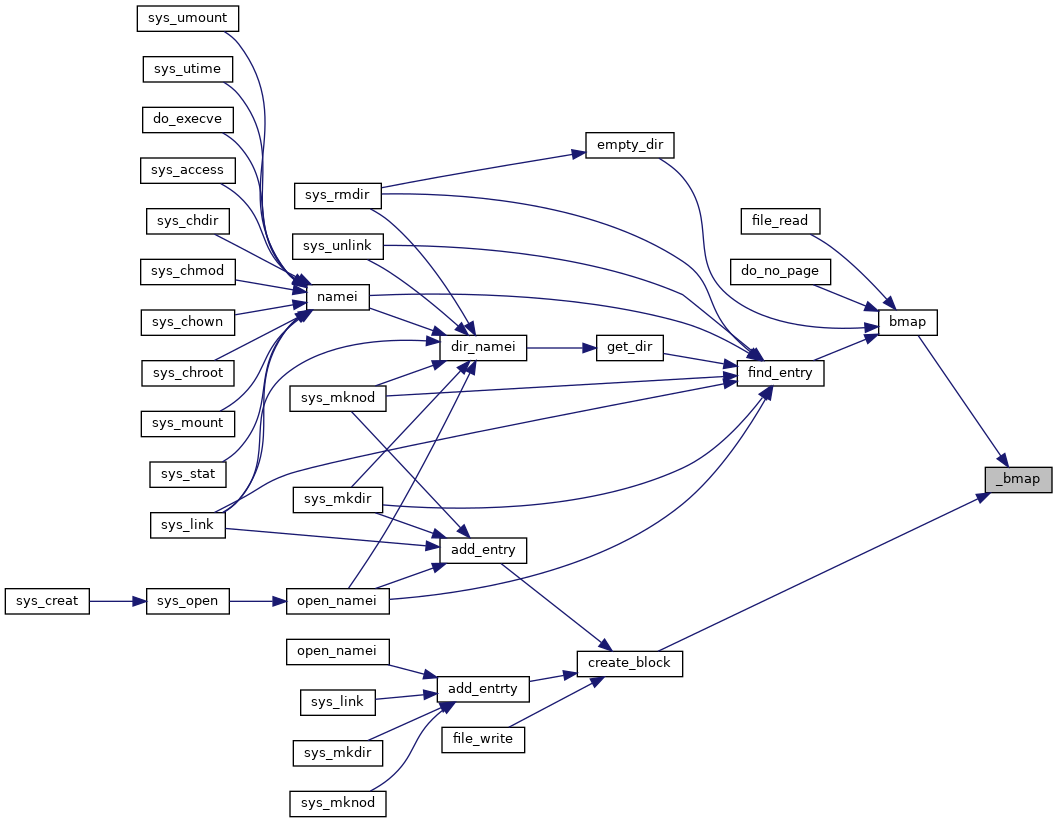 sys_umount
sys_utime
do_execve
sys_access
sys_chdir
sys_chmod
sys_chown
sys_chroot
sys_mount
sys_stat
sys_link
sys_creat
sys_open
sys_rmdir
sys_unlink
namei
sys_mknod
sys_mkdir
open_namei
open_namei
sys_link
sys_mkdir
sys_mknod
dir_namei
add_entry
add_entrty
file_write
empty_dir
get_dir
create_block
file_read
do_no_page
find_entry
bmap
_bmap